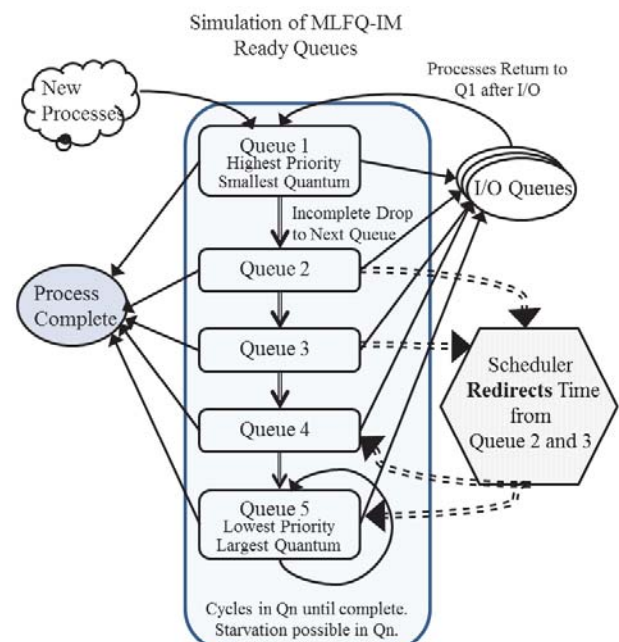 Simulation of MLFQ-IM
Ready Queues
New
Processes
Processes Return to
Q1 after I/O
Queue 1
Highest Priority
Smallest Quantum
I/O Queues
Incomplete Drop
to Next Queue
Queue 2
Process
Complete
Queue 3
Scheduler
Redirects Time
from
Queue 2 and 3
Queue 4
Queue 5
Lowest Priority
Largest Quantum
Cycles in Qn until complete.
Starvation possible in Qn.